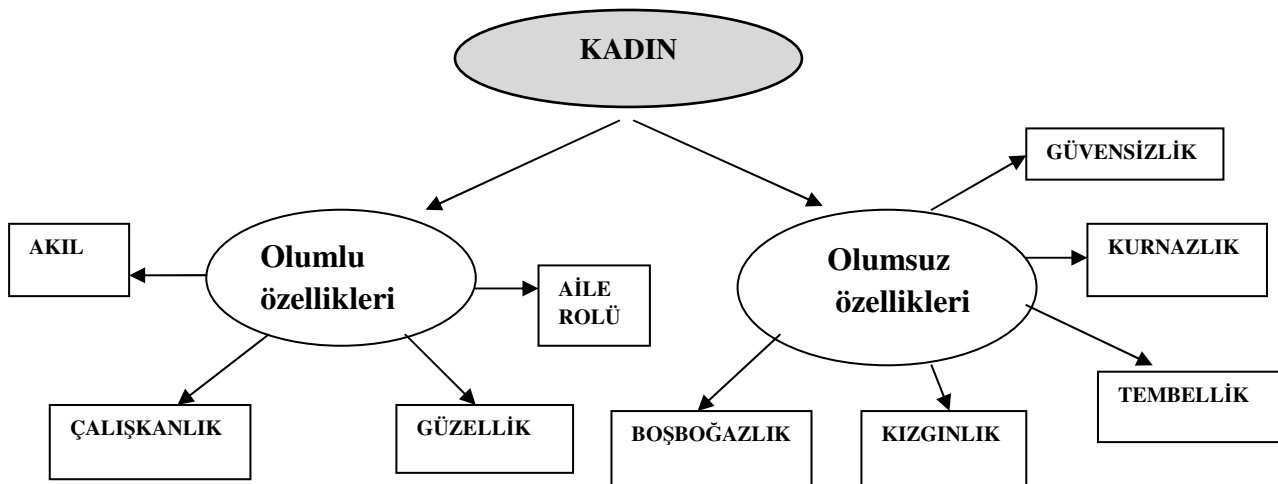 KADIN
GÜVENSİZLİK
AKIL
Olumlu
özellikleri
AİLE
ROLÜ
Olumsuz
özellikleri
KURNAZLIK
ÇALIŞKANLIK
GÜZELLİK
BOŞBOĞAZLIK
KIZGINLIK
TEMBELLİK